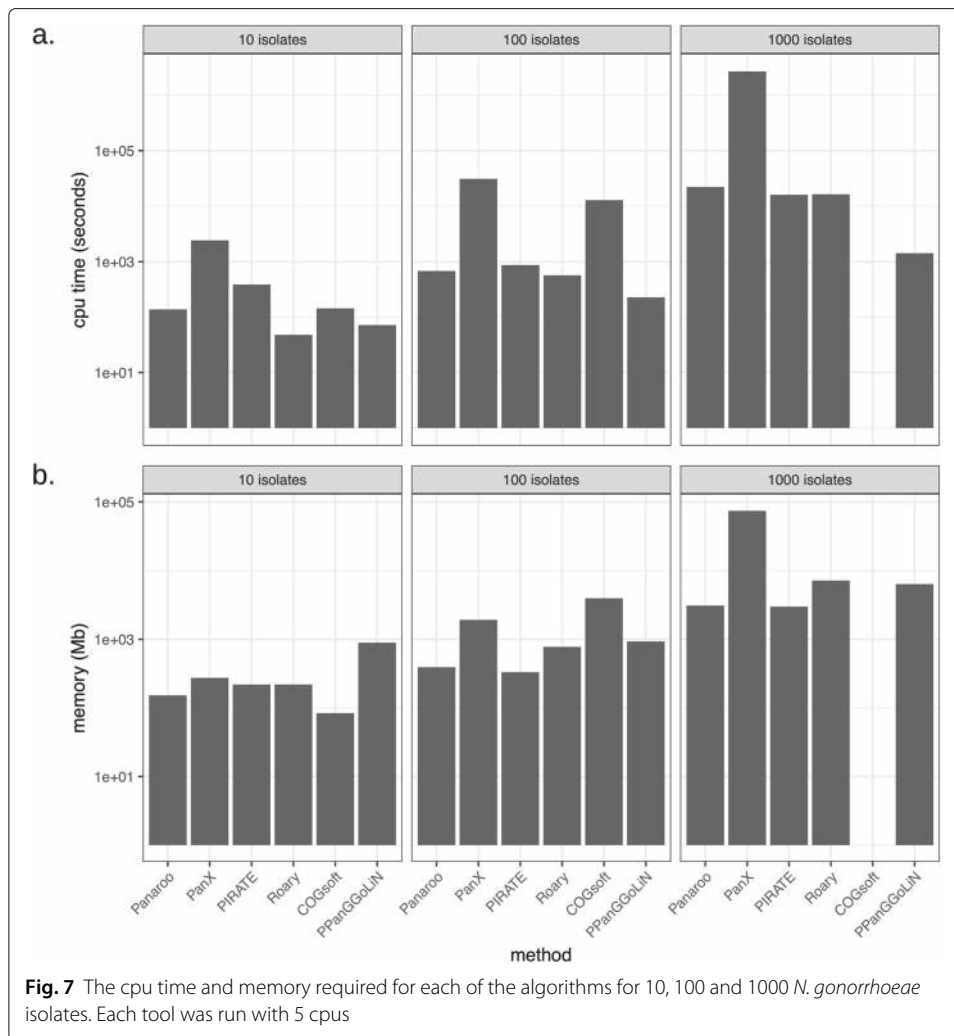 a.
10 isolates 100 isolates 1000 isolates
1e+05
1e+03
1e+01
cpu time (seconds)
b.
10 isolates 100 isolates 1000 isolates
1e+05
1e+03
1e+01
memory (Mb)
Panaroo PanX PIRATE Roary COGsoft PPanGGoLiN Panaroo PanX PIRATE Roary COGsoft PPanGGoLiN Panaroo PanX PIRATE Roary COGsoft PPanGGoLiN
method
Fig. 7 The cpu time and memory required for each of the algorithms for 10, 100 and 1000 N. gonorrhoeae
isolates. Each tool was run with 5 cpus